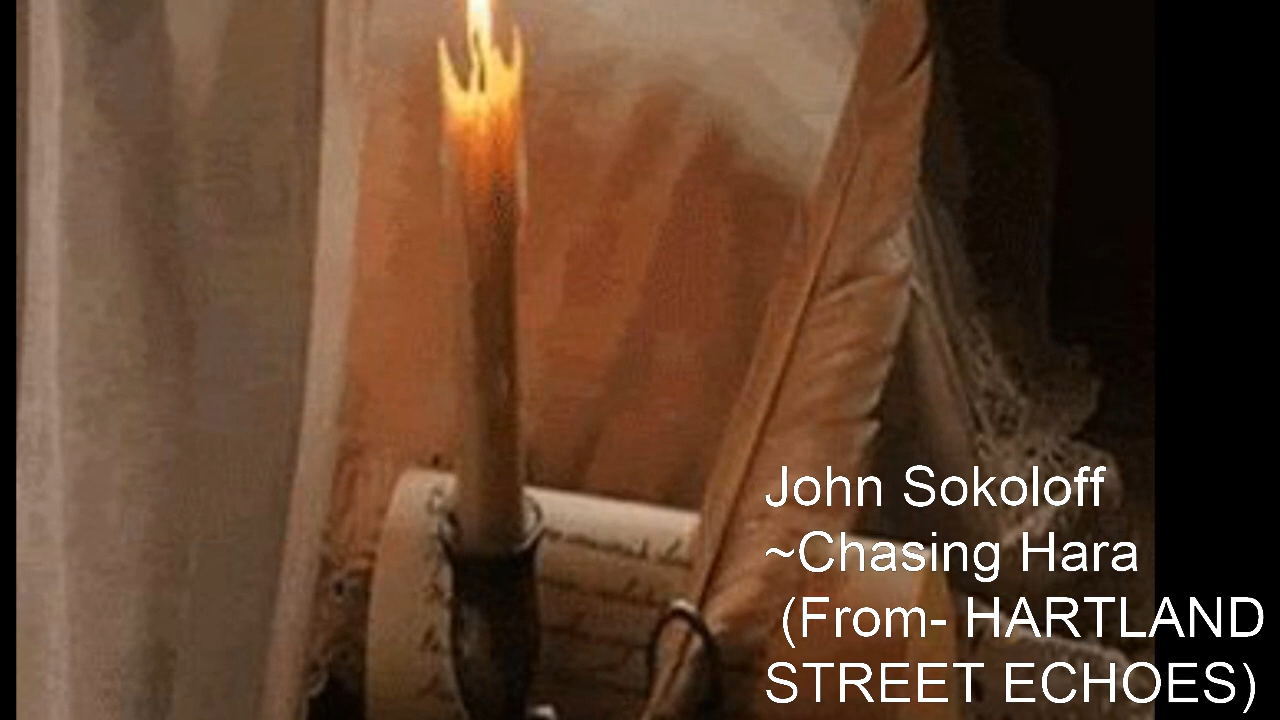 John Sokoloff
~Chasing Hara
(From- HARTLAND
STREET ECHOES)